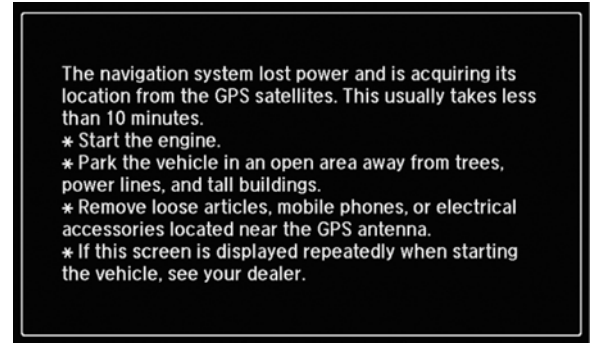 The navigation system lost power and is acquiring its
location from the GPS satellites. This usually takes less
than 10 minutes.
* Start the engine.
* Park the vehicle in an open area away from trees,
power lines, and tall buildings.
* Remove loose articles, mobile phones, or electrical
accessories located near the GPS antenna.
* If this screen is displayed repeatedly when starting
the vehicle, see your dealer.